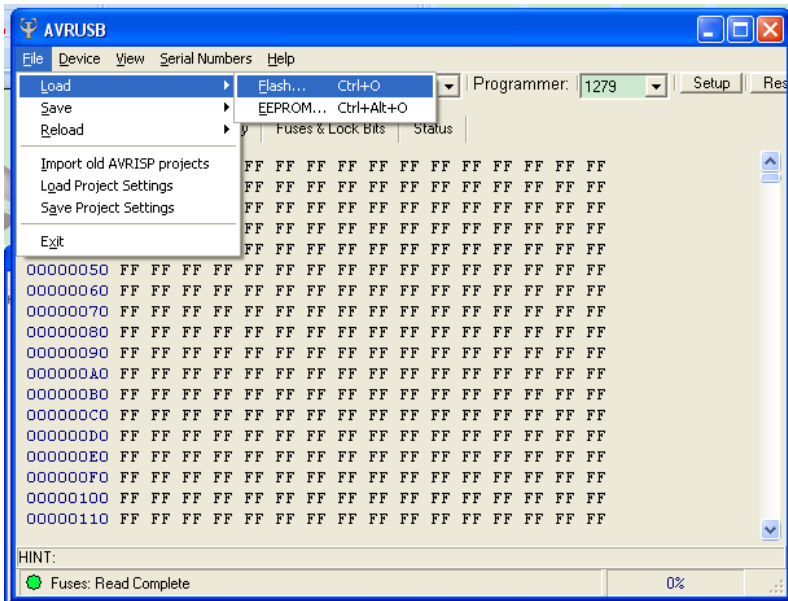 AVRUSB
File Device View Serial Numbers Help
Load Flash... Ctrl+O Programmer: 1279 Setup Res
Save EEPROM... Ctrl+Alt+O
Reload y Fuses & Lock Bits Status
Import old AVRISP projects FF FF FF FF FF FF FF FF FF FF FF FF
Load Project Settings FF FF FF FF FF FF FF FF FF FF FF FF
Save Project Settings FF FF FF FF FF FF FF FF FF FF FF FF
FF FF FF FF FF FF FF FF FF FF FF FF
Exit FF FF FF FF FF FF FF FF FF FF FF FF
00000050 FF FF FF FF FF FF FF FF FF FF FF FF FF FF FF FF
00000060 FF FF FF FF FF FF FF FF FF FF FF FF FF FF FF FF
00000070 FF FF FF FF FF FF FF FF FF FF FF FF FF FF FF FF
00000080 FF FF FF FF FF FF FF FF FF FF FF FF FF FF FF FF
00000090 FF FF FF FF FF FF FF FF FF FF FF FF FF FF FF FF
000000A0 FF FF FF FF FF FF FF FF FF FF FF FF FF FF FF FF
000000B0 FF FF FF FF FF FF FF FF FF FF FF FF FF FF FF FF
000000C0 FF FF FF FF FF FF FF FF FF FF FF FF FF FF FF FF
000000D0 FF FF FF FF FF FF FF FF FF FF FF FF FF FF FF FF
000000E0 FF FF FF FF FF FF FF FF FF FF FF FF FF FF FF FF
000000F0 FF FF FF FF FF FF FF FF FF FF FF FF FF FF FF FF
00000100 FF FF FF FF FF FF FF FF FF FF FF FF FF FF FF FF
00000110 FF FF FF FF FF FF FF FF FF FF FF FF FF FF FF FF
HINT:
Fuses: Read Complete 0%